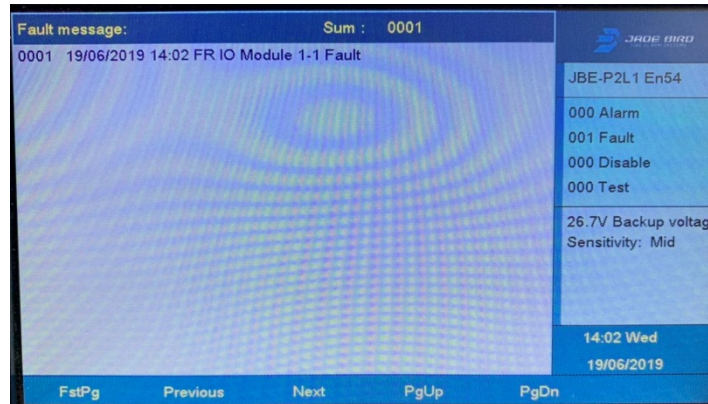 Fault message: Sum : 0001
0001 19/06/2019 14:02 FR IO Module 1-1 Fault
JADE BIRD
JBE-P2L1 En54
000 Alarm
001 Fault
000 Disable
000 Test
26.7V Backup voltag
Sensitivity: Mid
14:02 Wed
19/06/2019
FstPg Previous Next PgUp PgDn